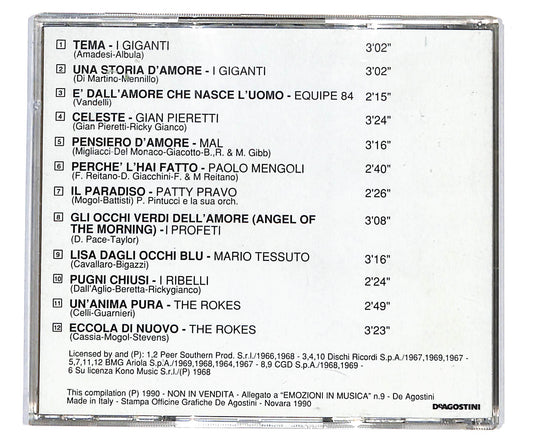 1 TEMA - I GIGANTI 3'02"
(Amadesi-Albula)
2 UNA STORIA D'AMORE - I GIGANTI 3'02"
(Di Martino-Mennillo)
3 E' DALL'AMORE CHE NASCE L'UOMO - EQUIPE 84 2'15"
(Vandelli)
4 CELESTE - GIAN PIERETTI 3'24"
(Gian Pieretti-Ricky Gianco)
5 PENSIERO D'AMORE - MAL 3'16"
(Migliacci-Del Monaco-Giacotto-B.,R. & M. Gibb)
6 PERCHE' L'HAI FATTO - PAOLO MENGOLI 2'40"
(F. Reitano-D. Giacchini-F. & M Reitano)
7 IL PARADISO - PATTY PRAVO 2'26"
(Mogol-Battisti) P. Pintucci e la sua orch.
8 GLI OCCHI VERDI DELL'AMORE (ANGEL OF 3'08"
THE MORNING) - I PROFETI
(D. Pace-Taylor)
9 LISA DAGLI OCCHI BLU - MARIO TESSUTO 3'16"
(Cavallaro-Bigazzi)
10 PUGNI CHIUSI - I RIBELLI 2'24"
(Dall'Aglio-Beretta-Rickygianco)
11 UN'ANIMA PURA - THE ROKES 2'49"
(Celli-Guarnieri)
12 ECCOLA DI NUOVO - THE ROKES 3'23"
(Cassia-Mogol-Stevens)
Licensed by and (P): 1,2 Peer Southern Prod. S.r.l./1966,1968 - 3,4,10 Dischi Ricordi S.p.A./1967,1969,1967 -
5,7,11,12 BMG Ariola S.p.A./1969,1968,1964,1967 - 8,9 CGD S.p.A./1968,1969 -
6 Su licenza Kono Music S.r.l./(P) 1968
This compilation (P) 1990 - NON IN VENDITA - Allegato a "EMOZIONI IN MUSICA" n.9 - De Agostini
Made in Italy - Stampa Officine Grafiche De Agostini - Novara 1990
DEAGOSTINI